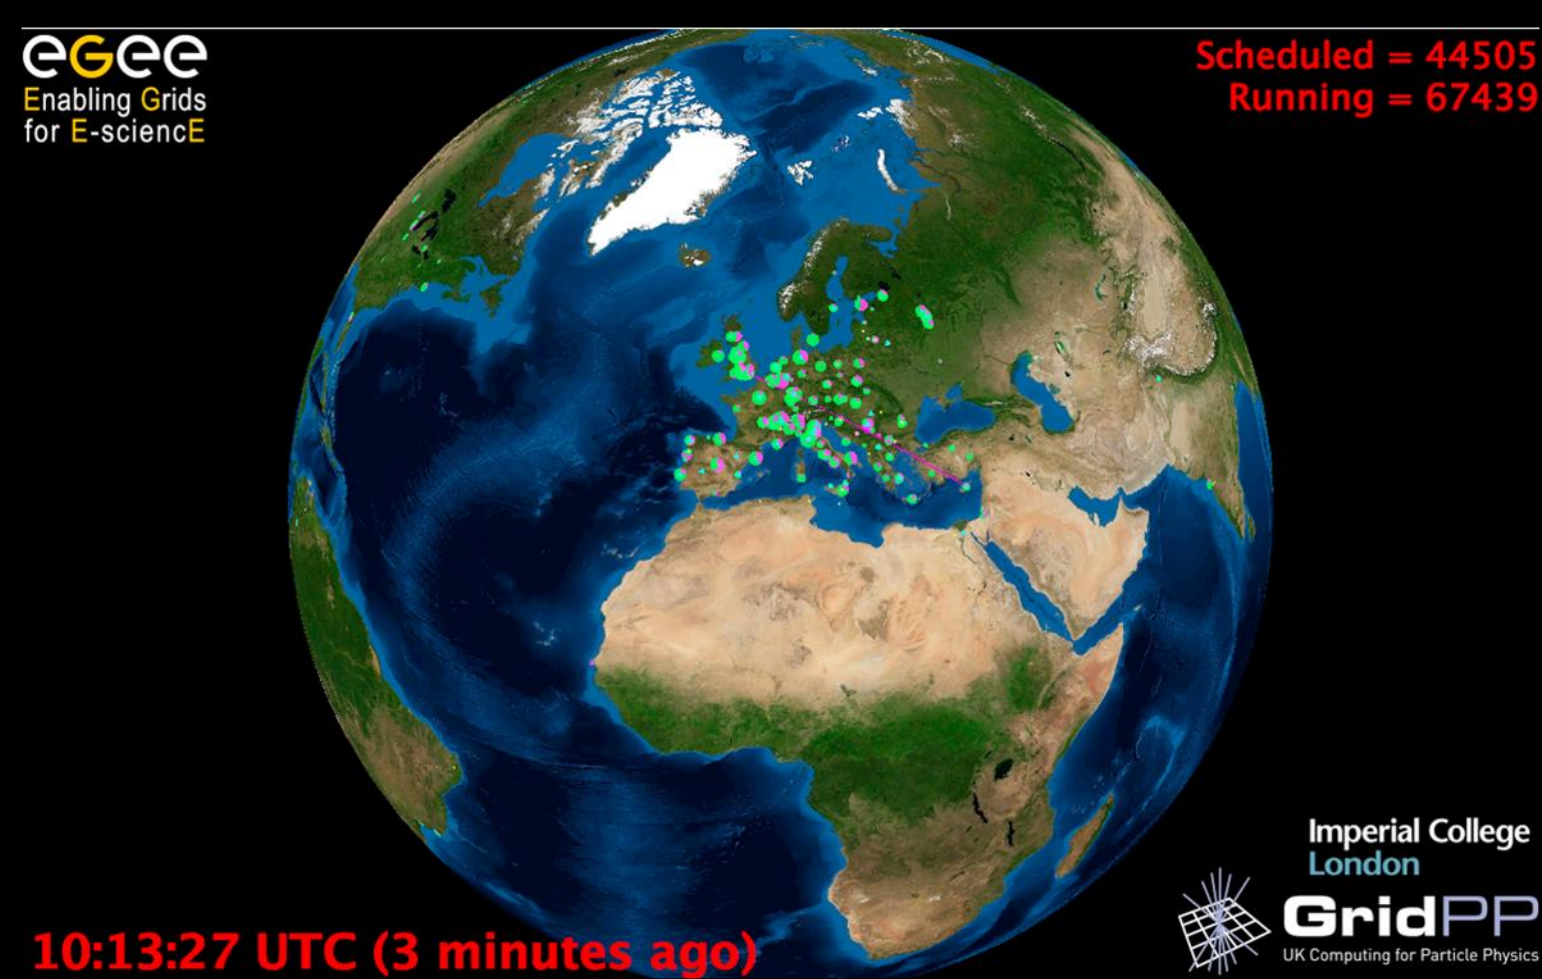 eGee
Enabling Grids
for E-sciencE
Scheduled = 44505
Running = 67439
Imperial College
London
GridPP
UK Computing for Particle Physics
10:13:27 UTC (3 minutes ago)